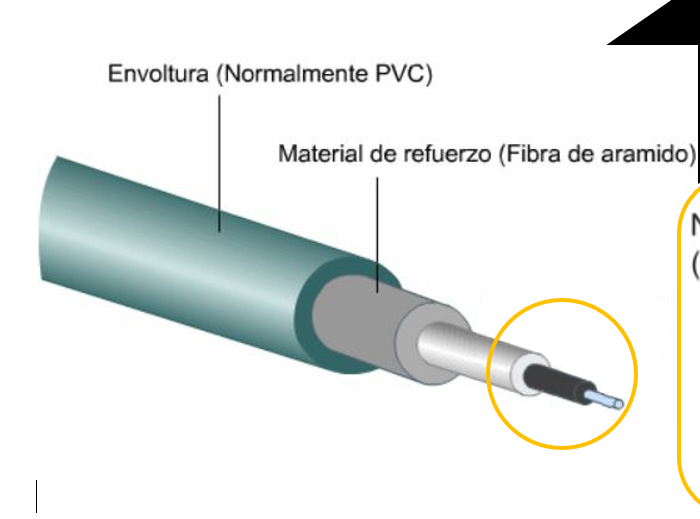 Envoltura (Normalmente PVC)
Material de refuerzo (Fibra de aramido)